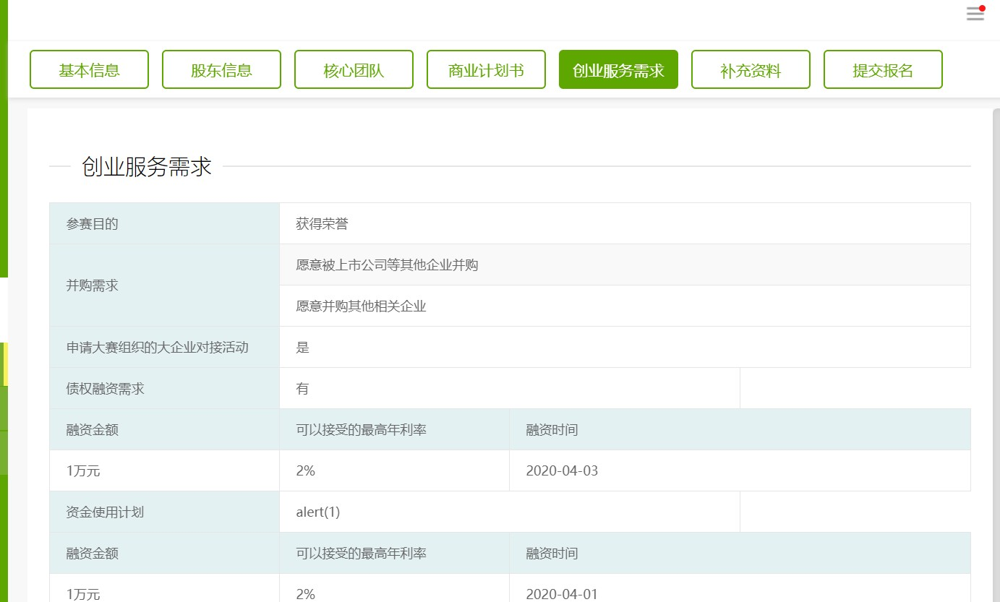 基本信息 股东信息 核心团队 商业计划书 创业服务需求 补充资料 提交报名
创业服务需求
参赛目的 获得荣誉
并购需求 愿意被上市公司等其他企业并购
愿意并购其他相关企业
申请大赛组织的大企业对接活动 是
债权融资需求 有
融资金额 可以接受的最高年利率 融资时间
1万元 2% 2020-04-03
资金使用计划 alert(1)
融资金额 可以接受的最高年利率 融资时间
1万元 2% 2020-04-01